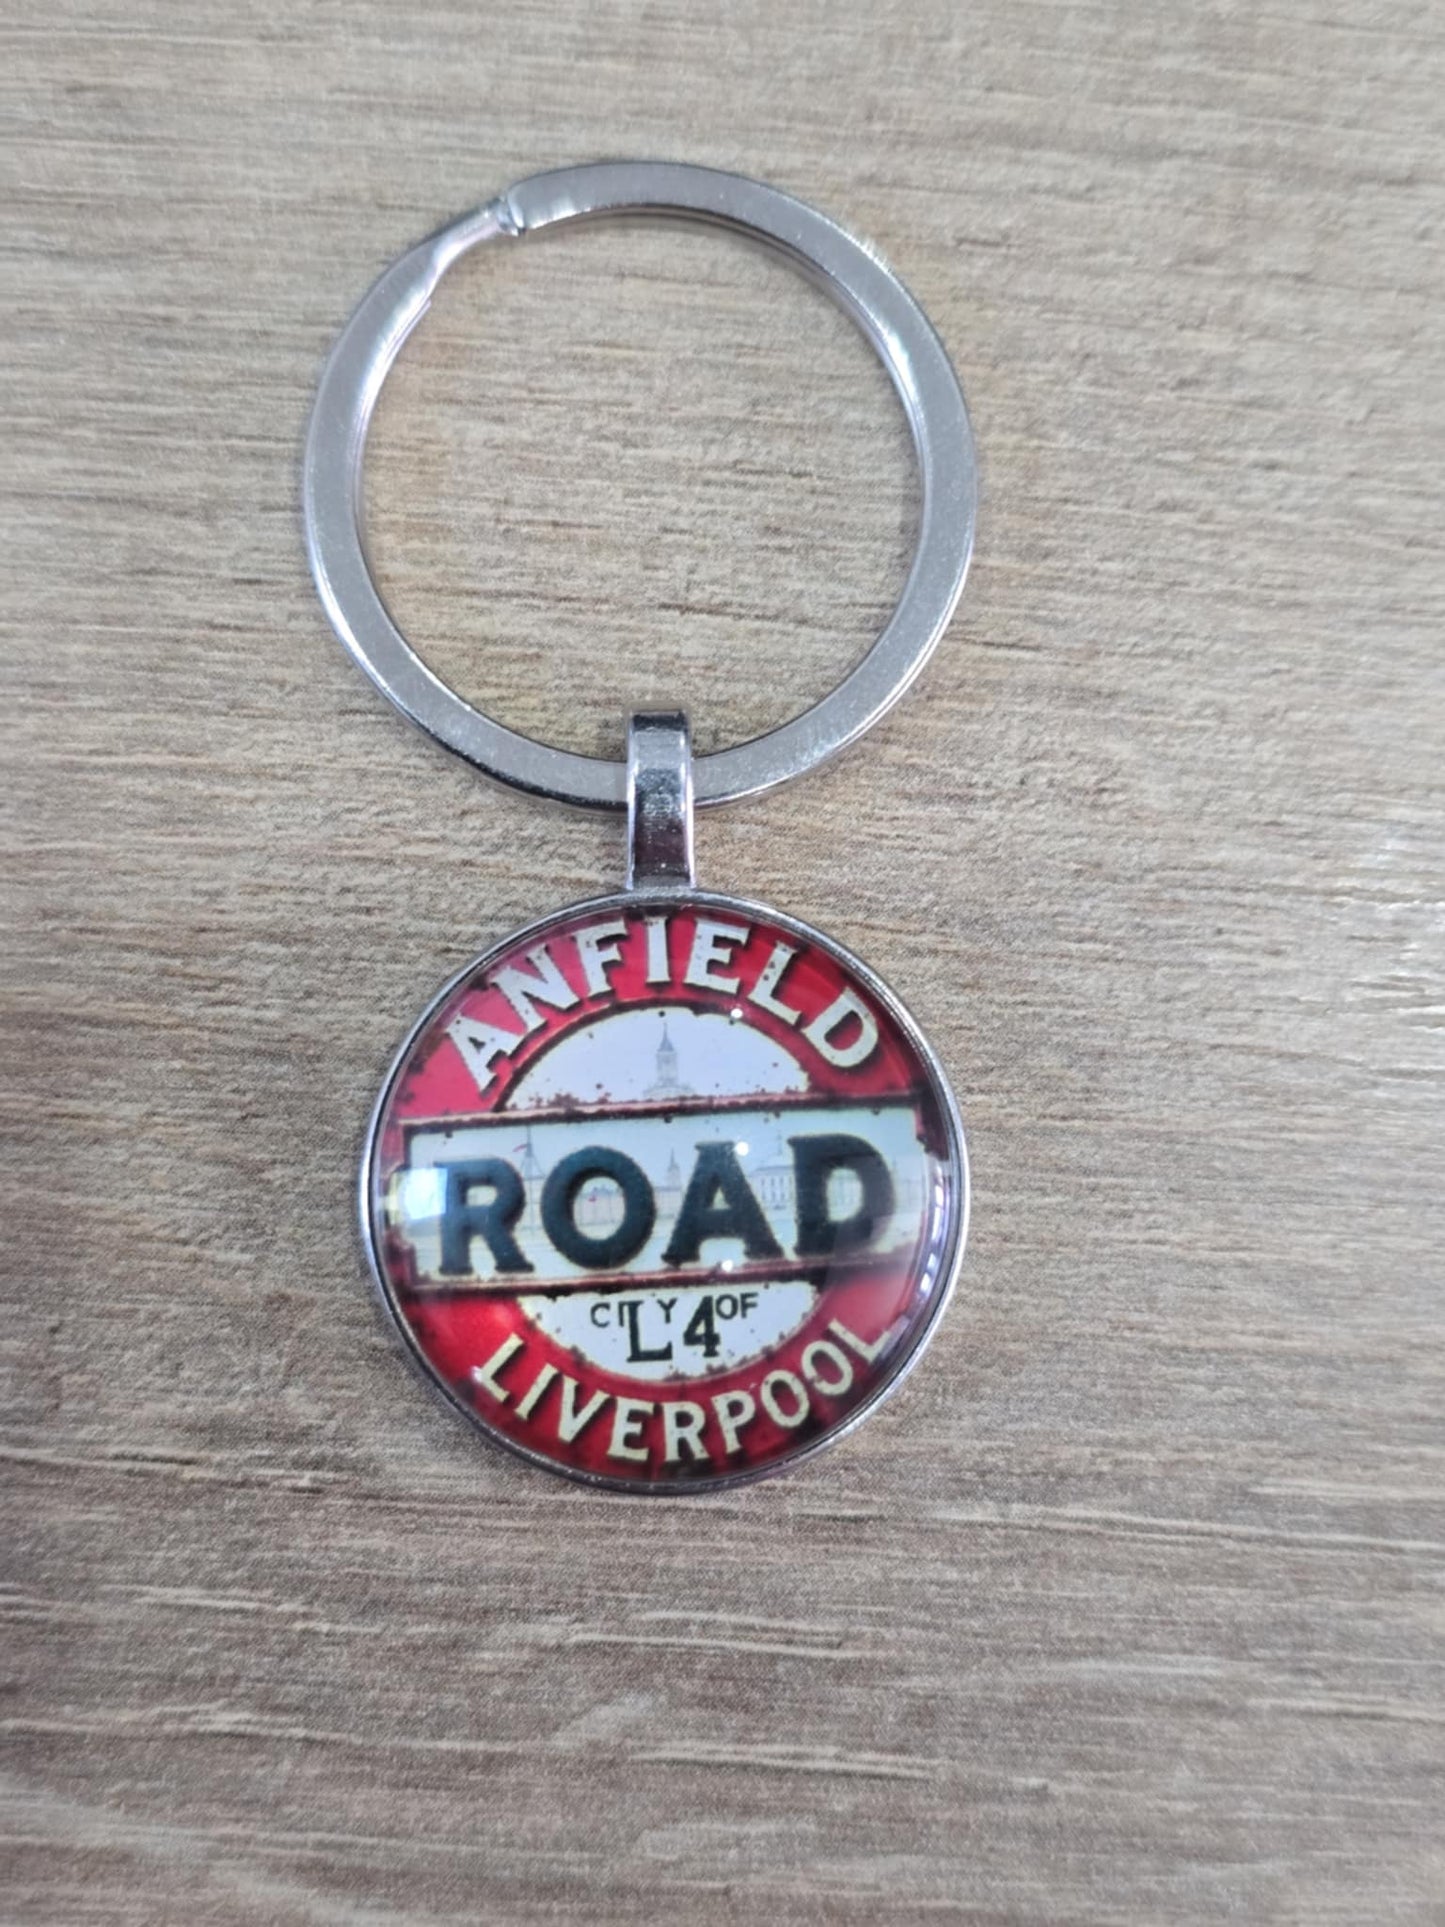 ANFIELD
ROAD
CITY OF
L4
LIVERPOOL